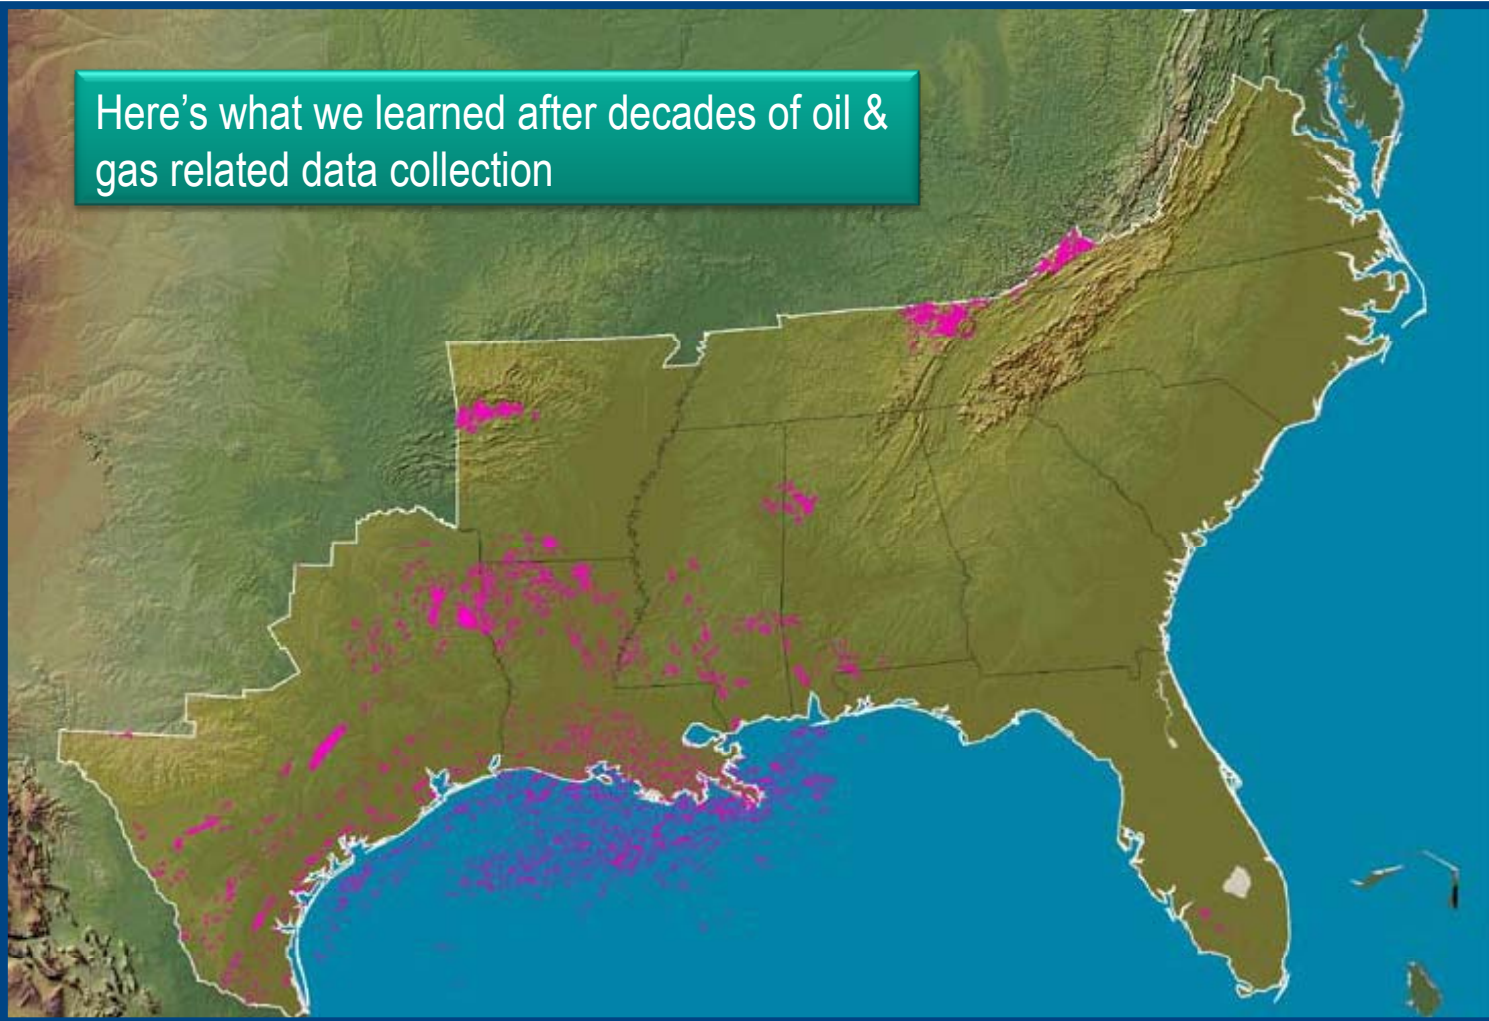 Here’s what we learned after decades of oil &
gas related data collection